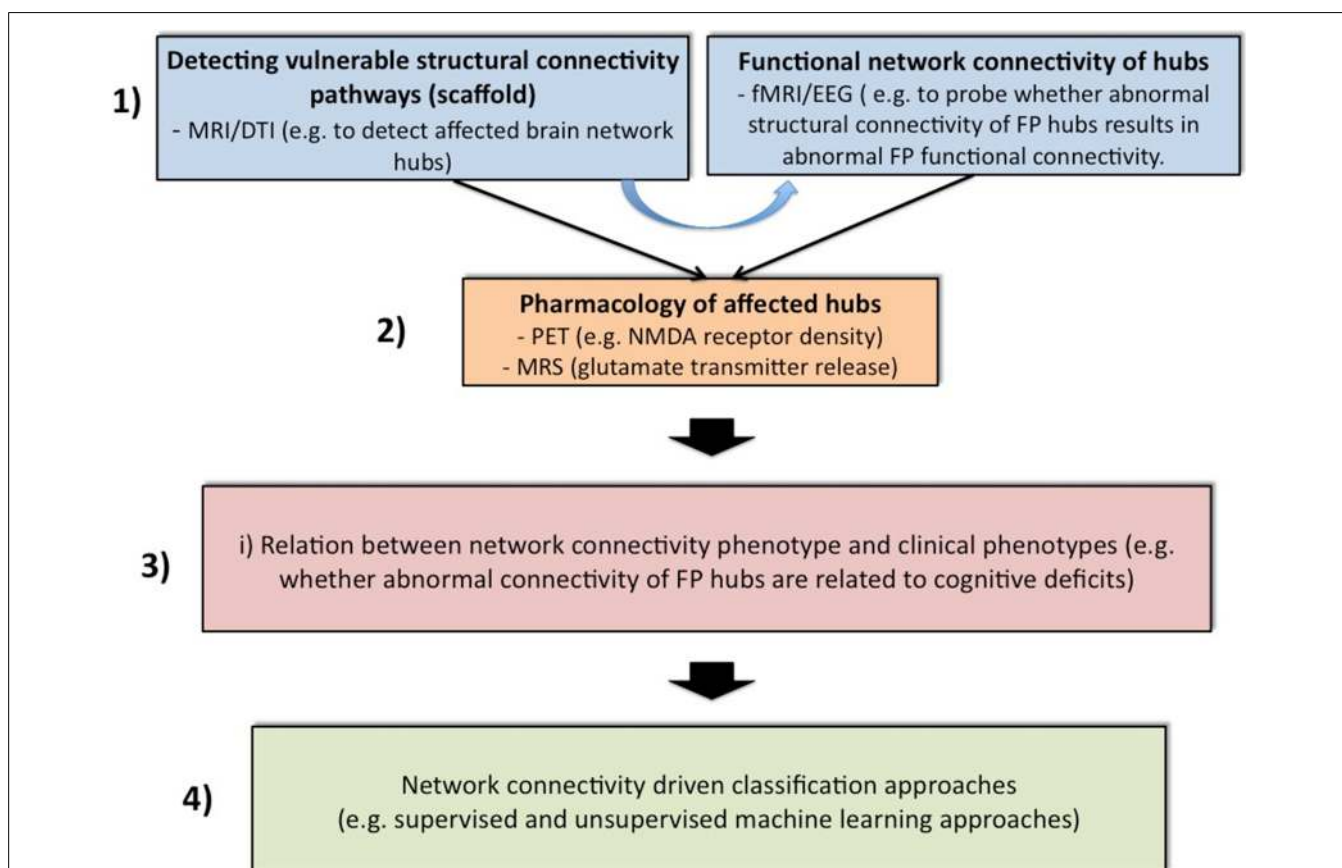 1)
Detecting vulnerable structural connectivity
pathways (scaffold)
- MRI/DTI (e.g. to detect affected brain network
hubs)
Functional network connectivity of hubs
- fMRI/EEG ( e.g. to probe whether abnormal
structural connectivity of FP hubs results in
abnormal FP functional connectivity.
2)
Pharmacology of affected hubs
- PET (e.g. NMDA receptor density)
- MRS (glutamate transmitter release)
3)
i) Relation between network connectivity phenotype and clinical phenotypes (e.g.
whether abnormal connectivity of FP hubs are related to cognitive deficits)
4)
Network connectivity driven classification approaches
(e.g. supervised and unsupervised machine learning approaches)